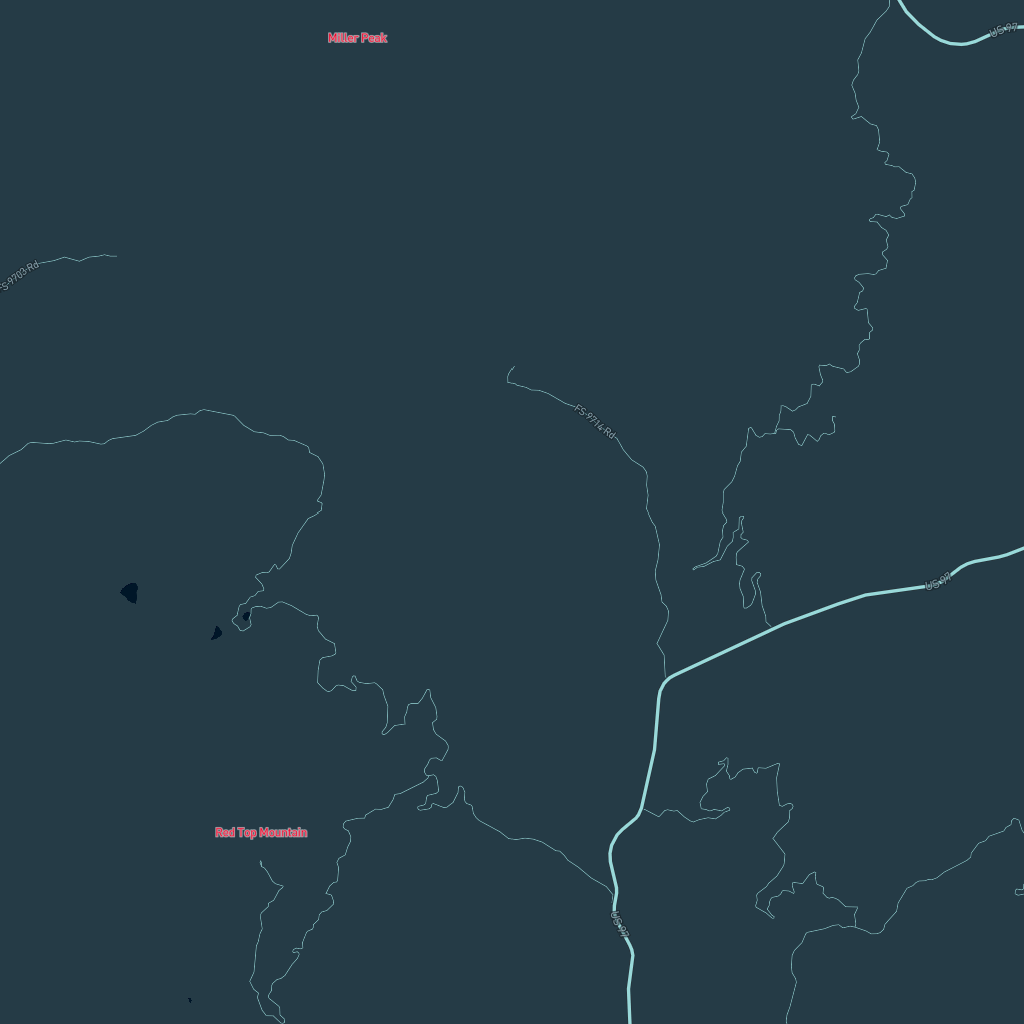 US 97
Miller Peak
FS-9703 Rd
FS-9714 Rd
US 97
Red Top Mountain
US 97